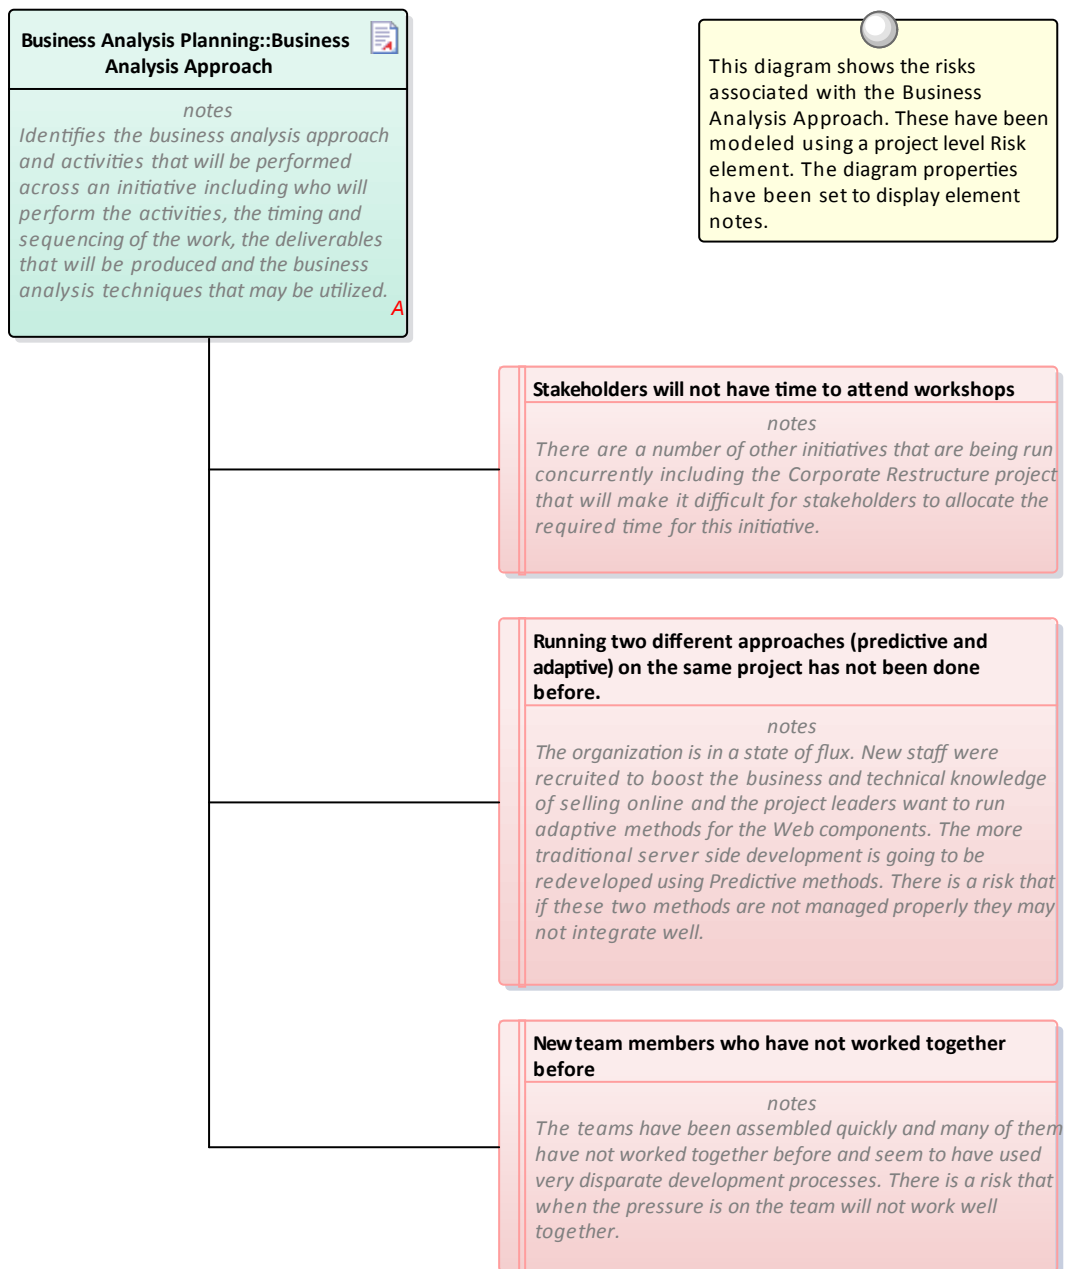 Business Analysis Planning::Business
Analysis Approach
notes
Identifies the business analysis approach
and activities that will be performed
across an initiative including who will
perform the activities, the timing and
sequencing of the work, the deliverables
that will be produced and the business
analysis techniques that may be utilized.
A
This diagram shows the risks
associated with the Business
Analysis Approach. These have been
modeled using a project level Risk
element. The diagram properties
have been set to display element
notes.
Stakeholders will not have time to attend workshops
notes
There are a number of other initiatives that are being run
concurrently including the Corporate Restructure project
that will make it difficult for stakeholders to allocate the
required time for this initiative.
Running two different approaches (predictive and
adaptive) on the same project has not been done
before.
notes
The organization is in a state of flux. New staff were
recruited to boost the business and technical knowledge
of selling online and the project leaders want to run
adaptive methods for the Web components. The more
traditional server side development is going to be
redeveloped using Predictive methods. There is a risk that
if these two methods are not managed properly they may
not integrate well.
New team members who have not worked together
before
notes
The teams have been assembled quickly and many of them
have not worked together before and seem to have used
very disparate development processes. There is a risk that
when the pressure is on the team will not work well
together.